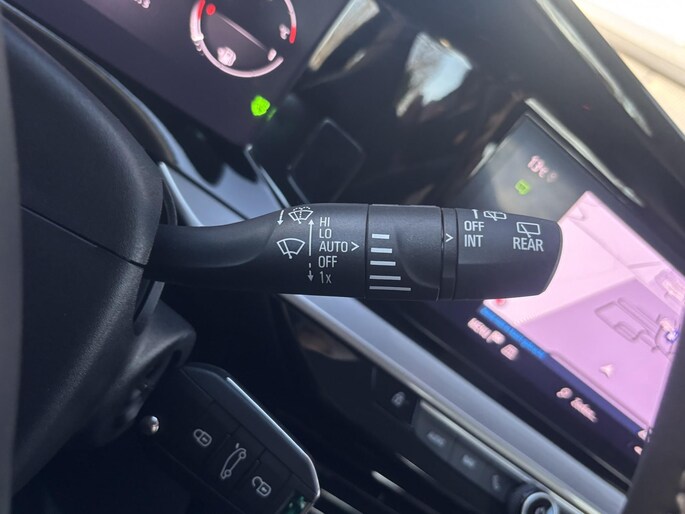 HI
LO
AUTO >
OFF
1x
OFF
INT
REAR